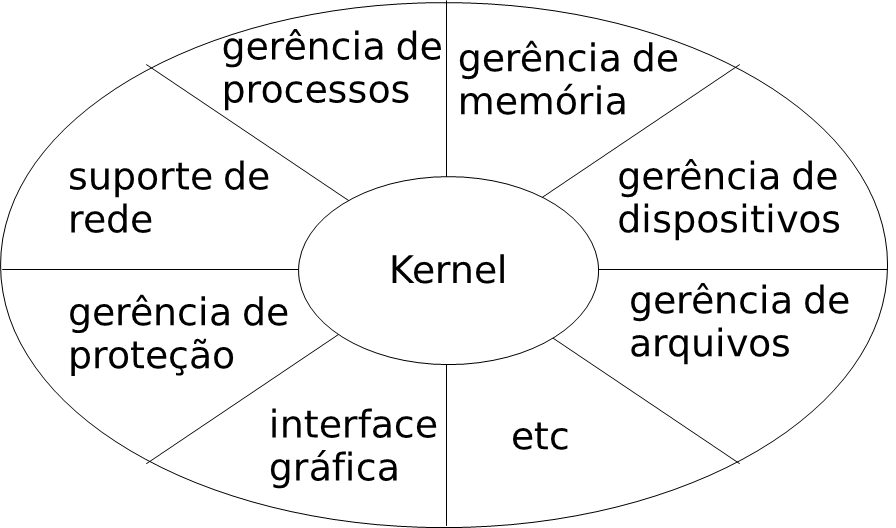 gerência de
processos
gerência de
memória
suporte de
rede
gerência de
dispositivos
Kernel
gerência de
proteção
gerência de
arquivos
interface
gráfica
etc